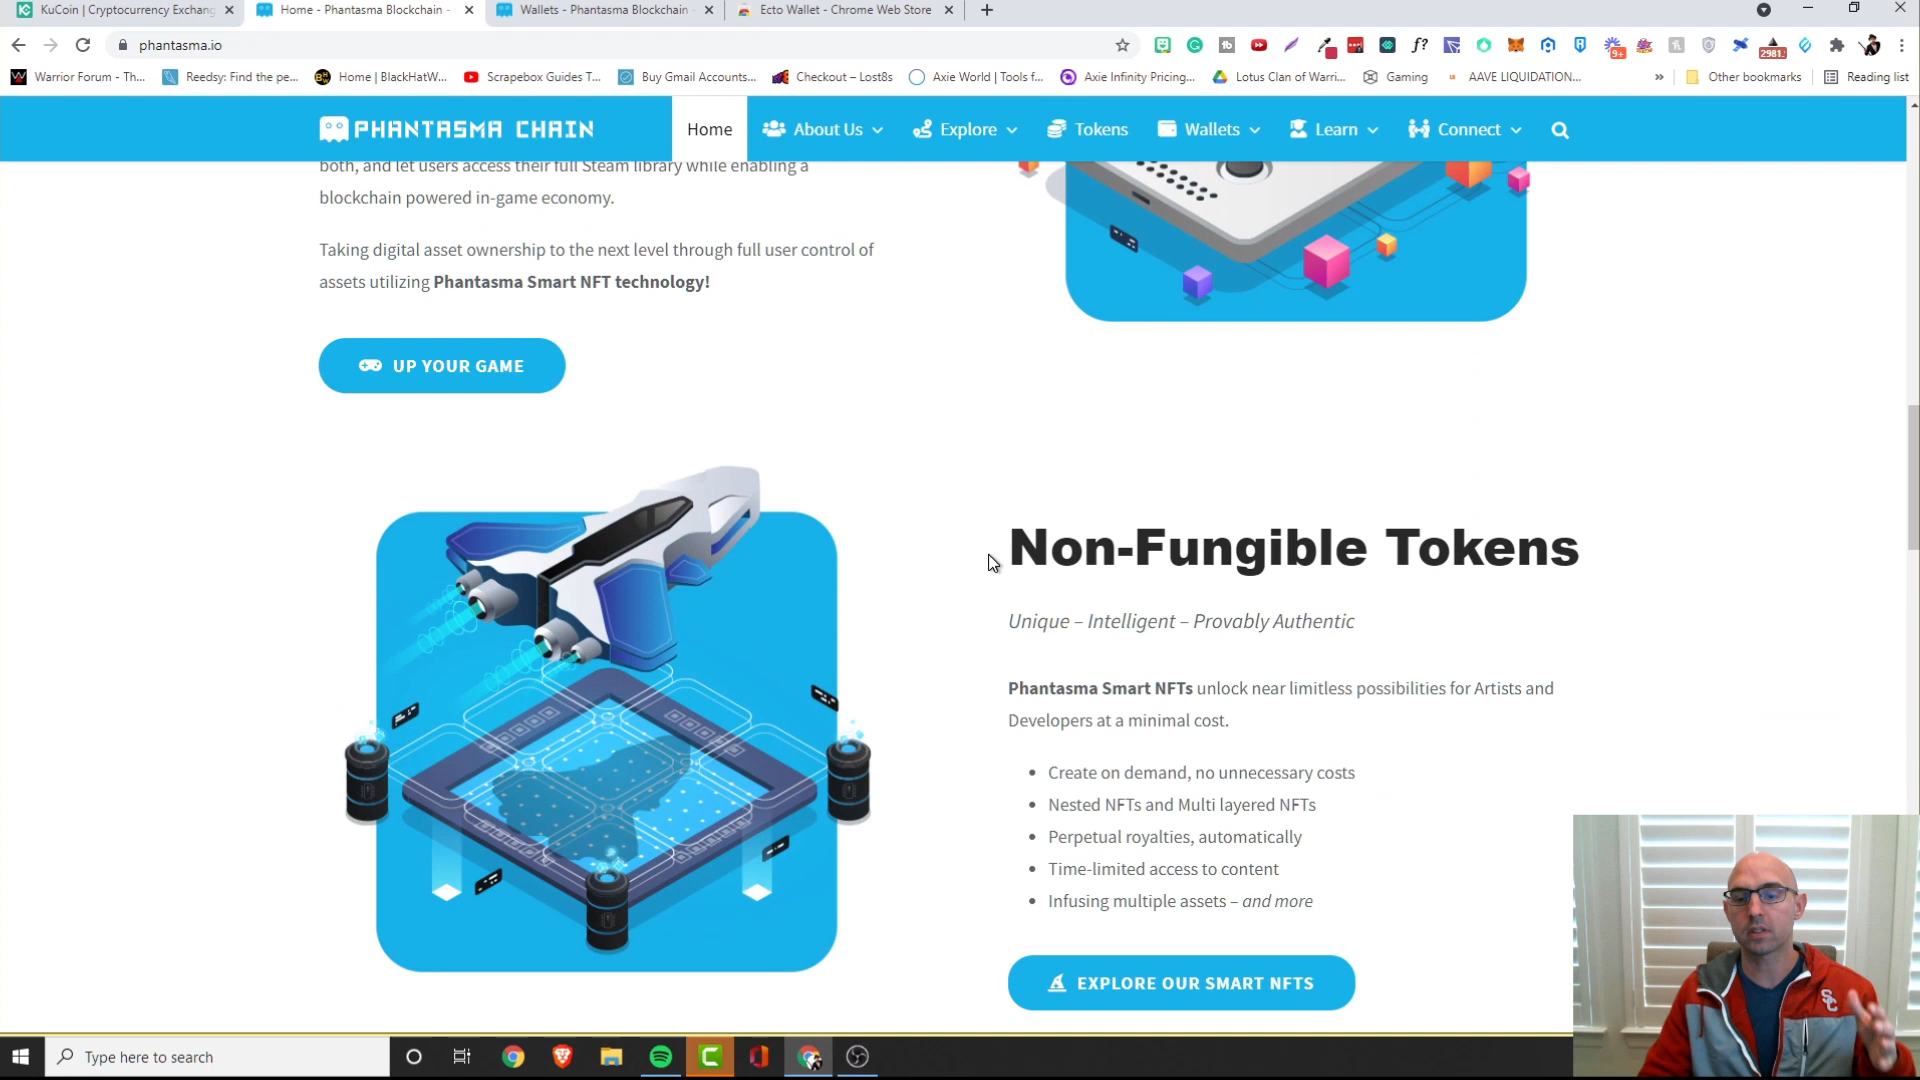 KuCoin | Cryptocurrency Exchang
Home - Phantasma Blockchain -
Wallets - Phantasma Blockchain
Ecto Wallet - Chrome Web Store
phantasma.io
f?
9+
2981.
Warrior Forum - Th...
Reedsy: Find the pe...
Home | BlackHatW...
Scrapebox Guides T...
Buy Gmail Accounts...
Checkout – Lost8s
Axie World | Tools f...
Axie Infinity Pricing...
Lotus Clan of Warri...
Gaming
AAVE LIQUIDATION...
»
Other bookmarks
Reading list
PHANTASMA CHAIN
Home
About Us
Explore
Tokens
Wallets
Learn
Connect
both, and let users access their full Steam library while enabling a
blockchain powered in-game economy.
Taking digital asset ownership to the next level through full user control of
assets utilizing Phantasma Smart NFT technology!
UP YOUR GAME
Non-Fungible Tokens
Unique – Intelligent – Provably Authentic
Phantasma Smart NFTs unlock near limitless possibilities for Artists and
Developers at a minimal cost.
• Create on demand, no unnecessary costs
• Nested NFTs and Multi layered NFTs
• Perpetual royalties, automatically
• Time-limited access to content
• Infusing multiple assets – and more
EXPLORE OUR SMART NFTS
SC
Type here to search